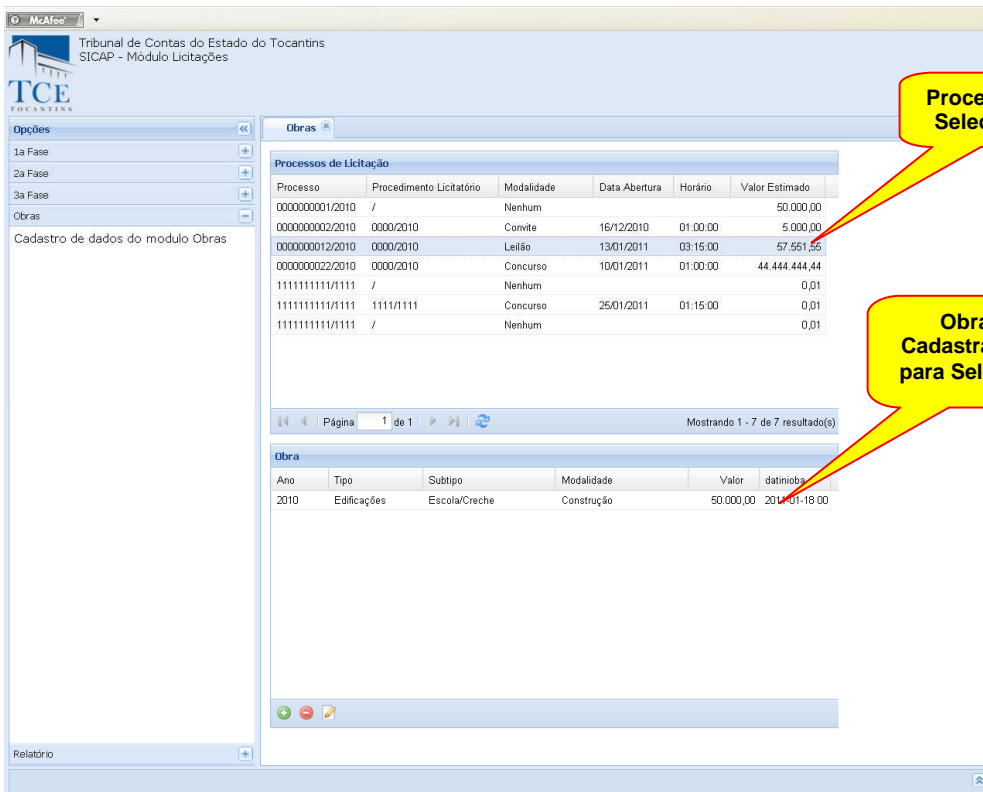 McAfee
Tribunal de Contas do Estado do Tocantins
SICAP - Módulo Licitações
TCE
TOCANTINS
Opções
1a Fase
2a Fase
3a Fase
Obras
Cadastro de dados do modulo Obras
Relatório
Obras
Processos de Licitação
Processo Procedimento Licitatório Modalidade Data Abertura Horário Valor Estimado
0000000001/2010 / Nenhum 50.000,00
0000000002/2010 0000/2010 Convite 16/12/2010 01:00:00 5.000,00
0000000012/2010 0000/2010 Leilão 13/01/2011 03:15:00 57.551,55
0000000022/2010 0000/2010 Concurso 10/01/2011 01:00:00 44.444.444,44
1111111111/1111 / Nenhum 0,01
1111111111/1111 1111/1111 Concurso 25/01/2011 01:15:00 0,01
1111111111/1111 / Nenhum 0,01
Página 1 de 1 Mostrando 1 - 7 de 7 resultado(s)
Obra
Ano Tipo Subtipo Modalidade Valor datinioba
2010 Edificações Escola/Creche Construção 50.000,00 2011-01-18 00
Proce
Selec
Obra
Cadastra
para Sel